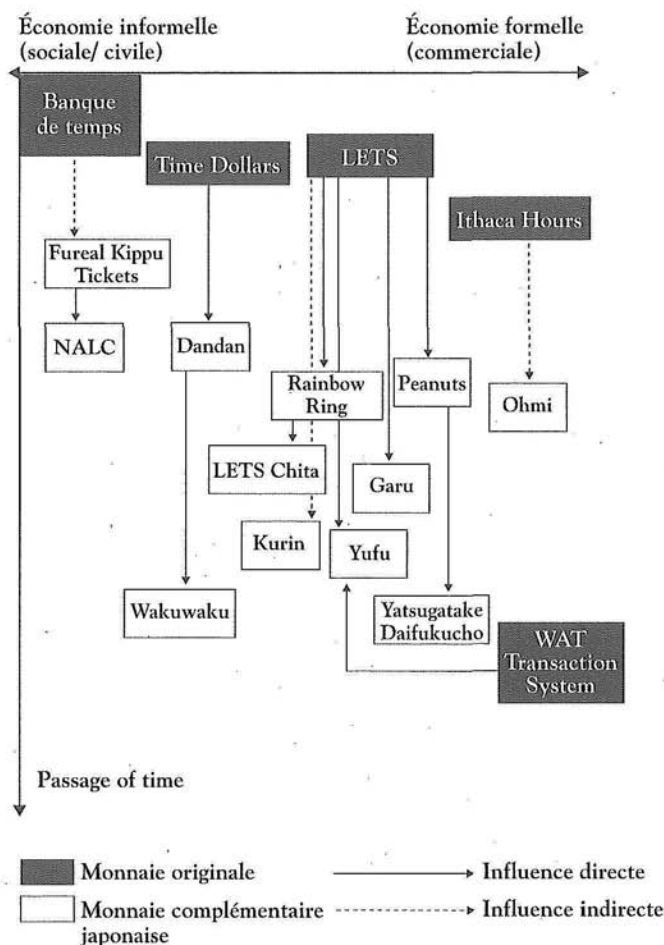 Économie informelle
(sociale/ civile)
Économie formelle
(commerciale)
Banque
de temps
Time Dollars
LETS
Ithaca Hours
Fureal Kippu
Tickets
NALC
Dandan
Rainbow
Ring
Peanuts
Ohmi
LETS Chita
Garu
Kurin
Yufu
Wakuwaku
Yatsugatake
Daifukucho
WAT
Transaction
System
Passage of time
Monnaie originale
Influence directe
Monnaie complémentaire
japonaise
Influence indirecte